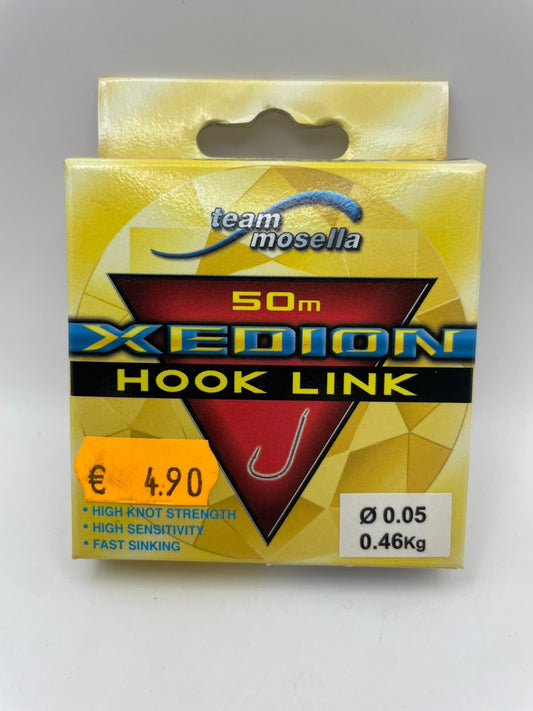 team
mosella
50m
XEDION
HOOK LINK
€ 4.90
• HIGH KNOT STRENGTH
• HIGH SENSITIVITY
• FAST SINKING
Ø 0.05
0.46Kg